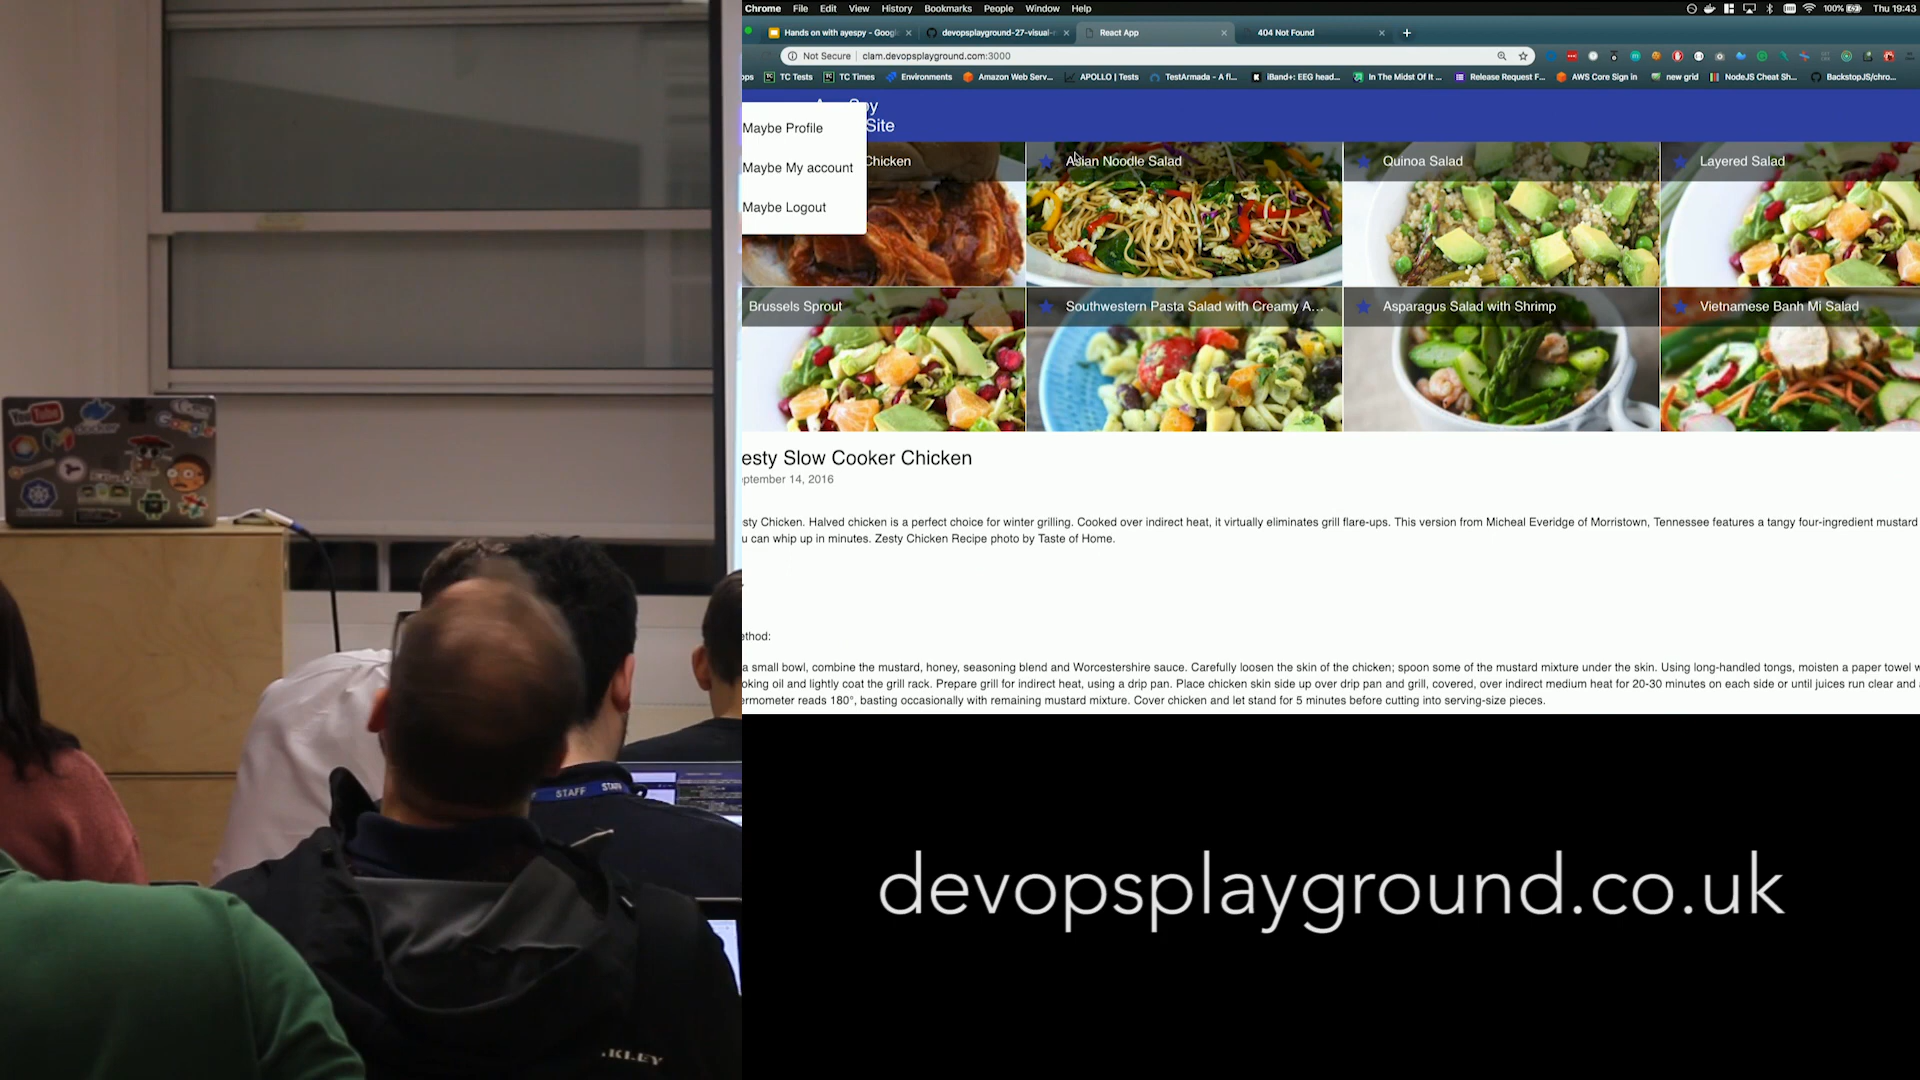 Chrome File Edit View History Bookmarks People Window Help
100% Thu 19:43
Hands on with ayespy - Googl
devopsplayground-27-visual-r
React App
404 Not Found
Not Secure clam.devopsplayground.com:3000
ops TC Tests TC Times Environments Amazon Web Serv... APOLLO | Tests TestArmada - A fl... iBand+: EEG head... In The Midst Of It ... Release Request F... AWS Core Sign in new grid NodeJS Cheat Sh... BackstopJS/chro...
Site
Maybe Profile
Maybe My account
Maybe Logout
Chicken
Asian Noodle Salad
Quinoa Salad
Layered Salad
Brussels Sprout
Southwestern Pasta Salad with Creamy A...
Asparagus Salad with Shrimp
Vietnamese Banh Mi Salad
esty Slow Cooker Chicken
ptember 14, 2016
sty Chicken. Halved chicken is a perfect choice for winter grilling. Cooked over indirect heat, it virtually eliminates grill flare-ups. This version from Micheal Everidge of Morristown, Tennessee features a tangy four-ingredient mustard
u can whip up in minutes. Zesty Chicken Recipe photo by Taste of Home.
ethod:
a small bowl, combine the mustard, honey, seasoning blend and Worcestershire sauce. Carefully loosen the skin of the chicken; spoon some of the mustard mixture under the skin. Using long-handled tongs, moisten a paper towel w
oking oil and lightly coat the grill rack. Prepare grill for indirect heat, using a drip pan. Place chicken skin side up over drip pan and grill, covered, over indirect medium heat for 20-30 minutes on each side or until juices run clear and
ermometer reads 180°, basting occasionally with remaining mustard mixture. Cover chicken and let stand for 5 minutes before cutting into serving-size pieces.
YouTube
Google
STAFF STAFF
KLEY
devopsplayground.co.uk